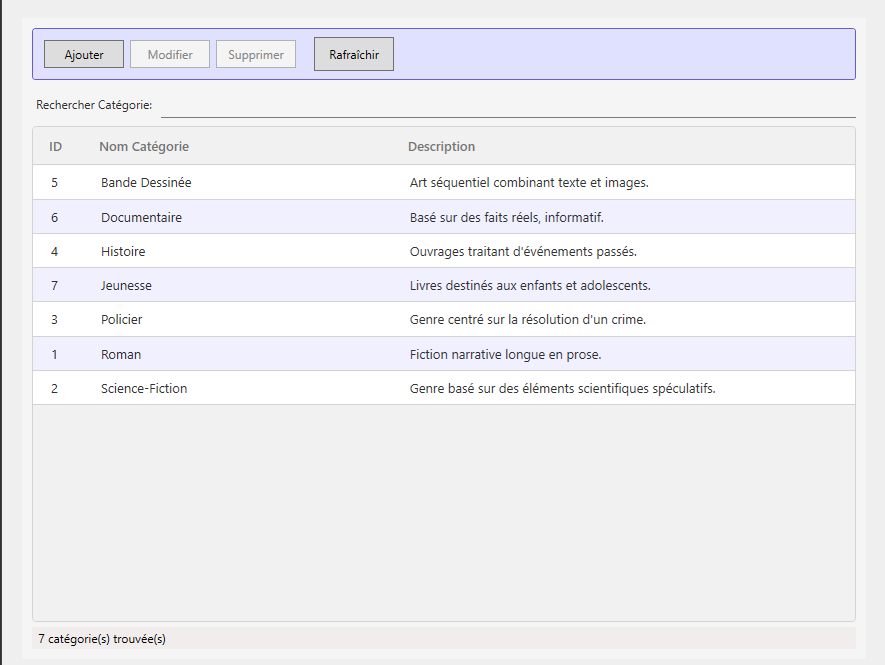 Ajouter Modifier Supprimer Rafraîchir
Rechercher Catégorie:
ID Nom Catégorie Description
5 Bande Dessinée Art séquentiel combinant texte et images.
6 Documentaire Basé sur des faits réels, informatif.
4 Histoire Ouvrages traitant d'événements passés.
7 Jeunesse Livres destinés aux enfants et adolescents.
3 Policier Genre centré sur la résolution d'un crime.
1 Roman Fiction narrative longue en prose.
2 Science-Fiction Genre basé sur des éléments scientifiques spéculatifs.
7 catégorie(s) trouvée(s)